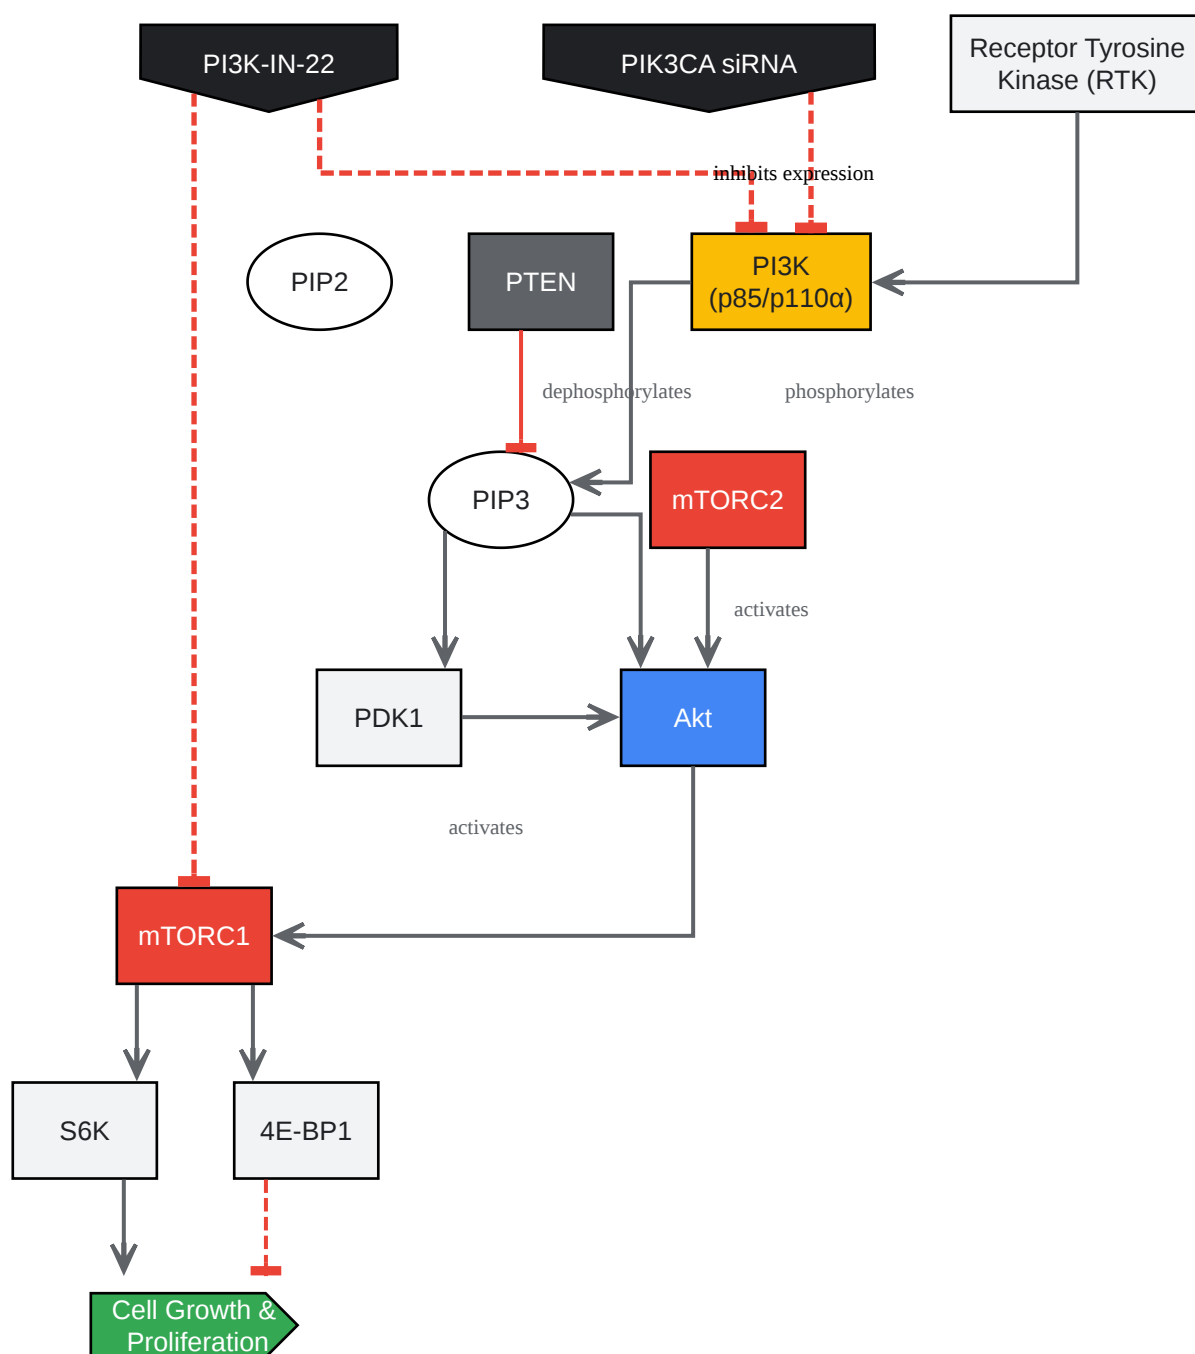 PI3K-IN-22
PIK3CA siRNA
Receptor Tyrosine
Kinase (RTK)
inhibits expression
PIP2
PTEN
PI3K
(p85/p110α)
dephosphorylates
phosphorylates
PIP3
mTORC2
activates
PDK1
Akt
activates
mTORC1
S6K
4E-BP1
Cell Growth &
Proliferation